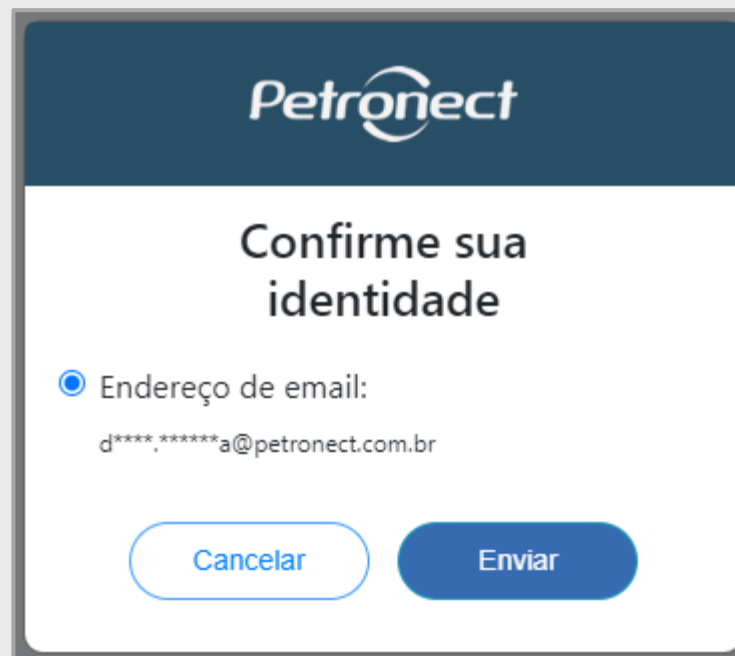 Petronect
Confirme sua
identidade
Endereço de email:
d****.******a@petronect.com.br
Cancelar
Enviar